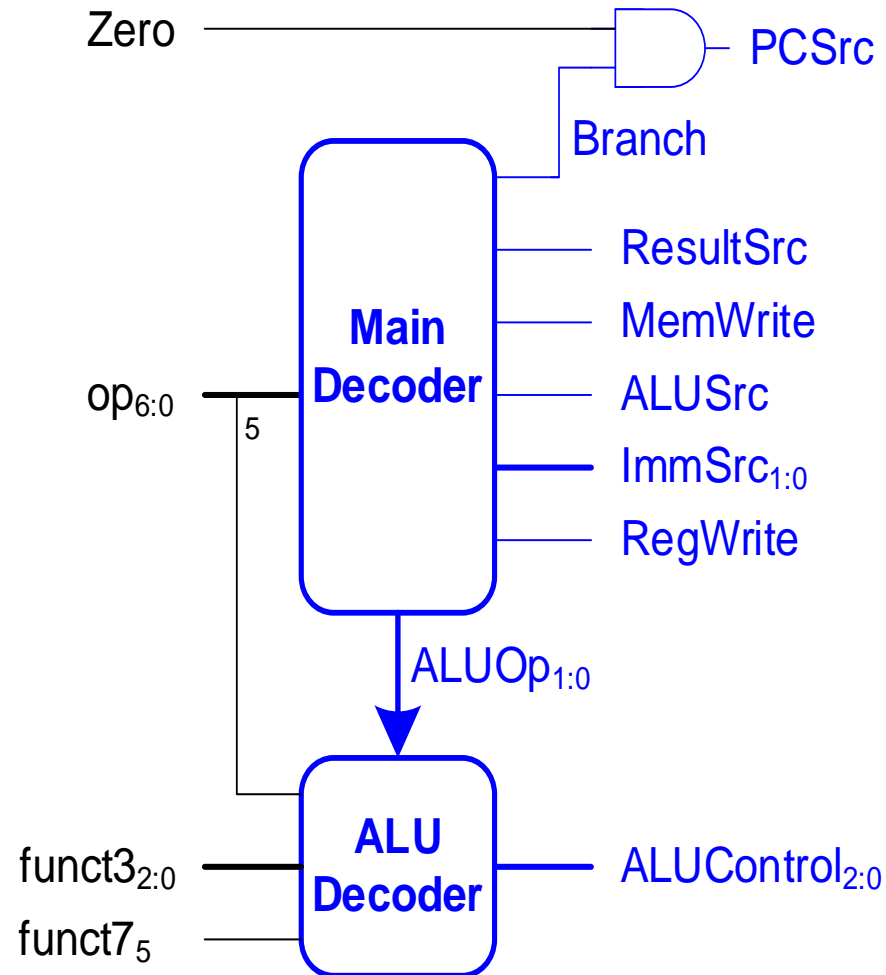 Zero
PCSrc
Branch
ResultSrc
MemWrite
Main
Decoder
ALUSrc
op6:0
5
ImmSrc1:0
RegWrite
ALUOp1:0
ALU
Decoder
funct32:0
ALUControl2:0
funct75